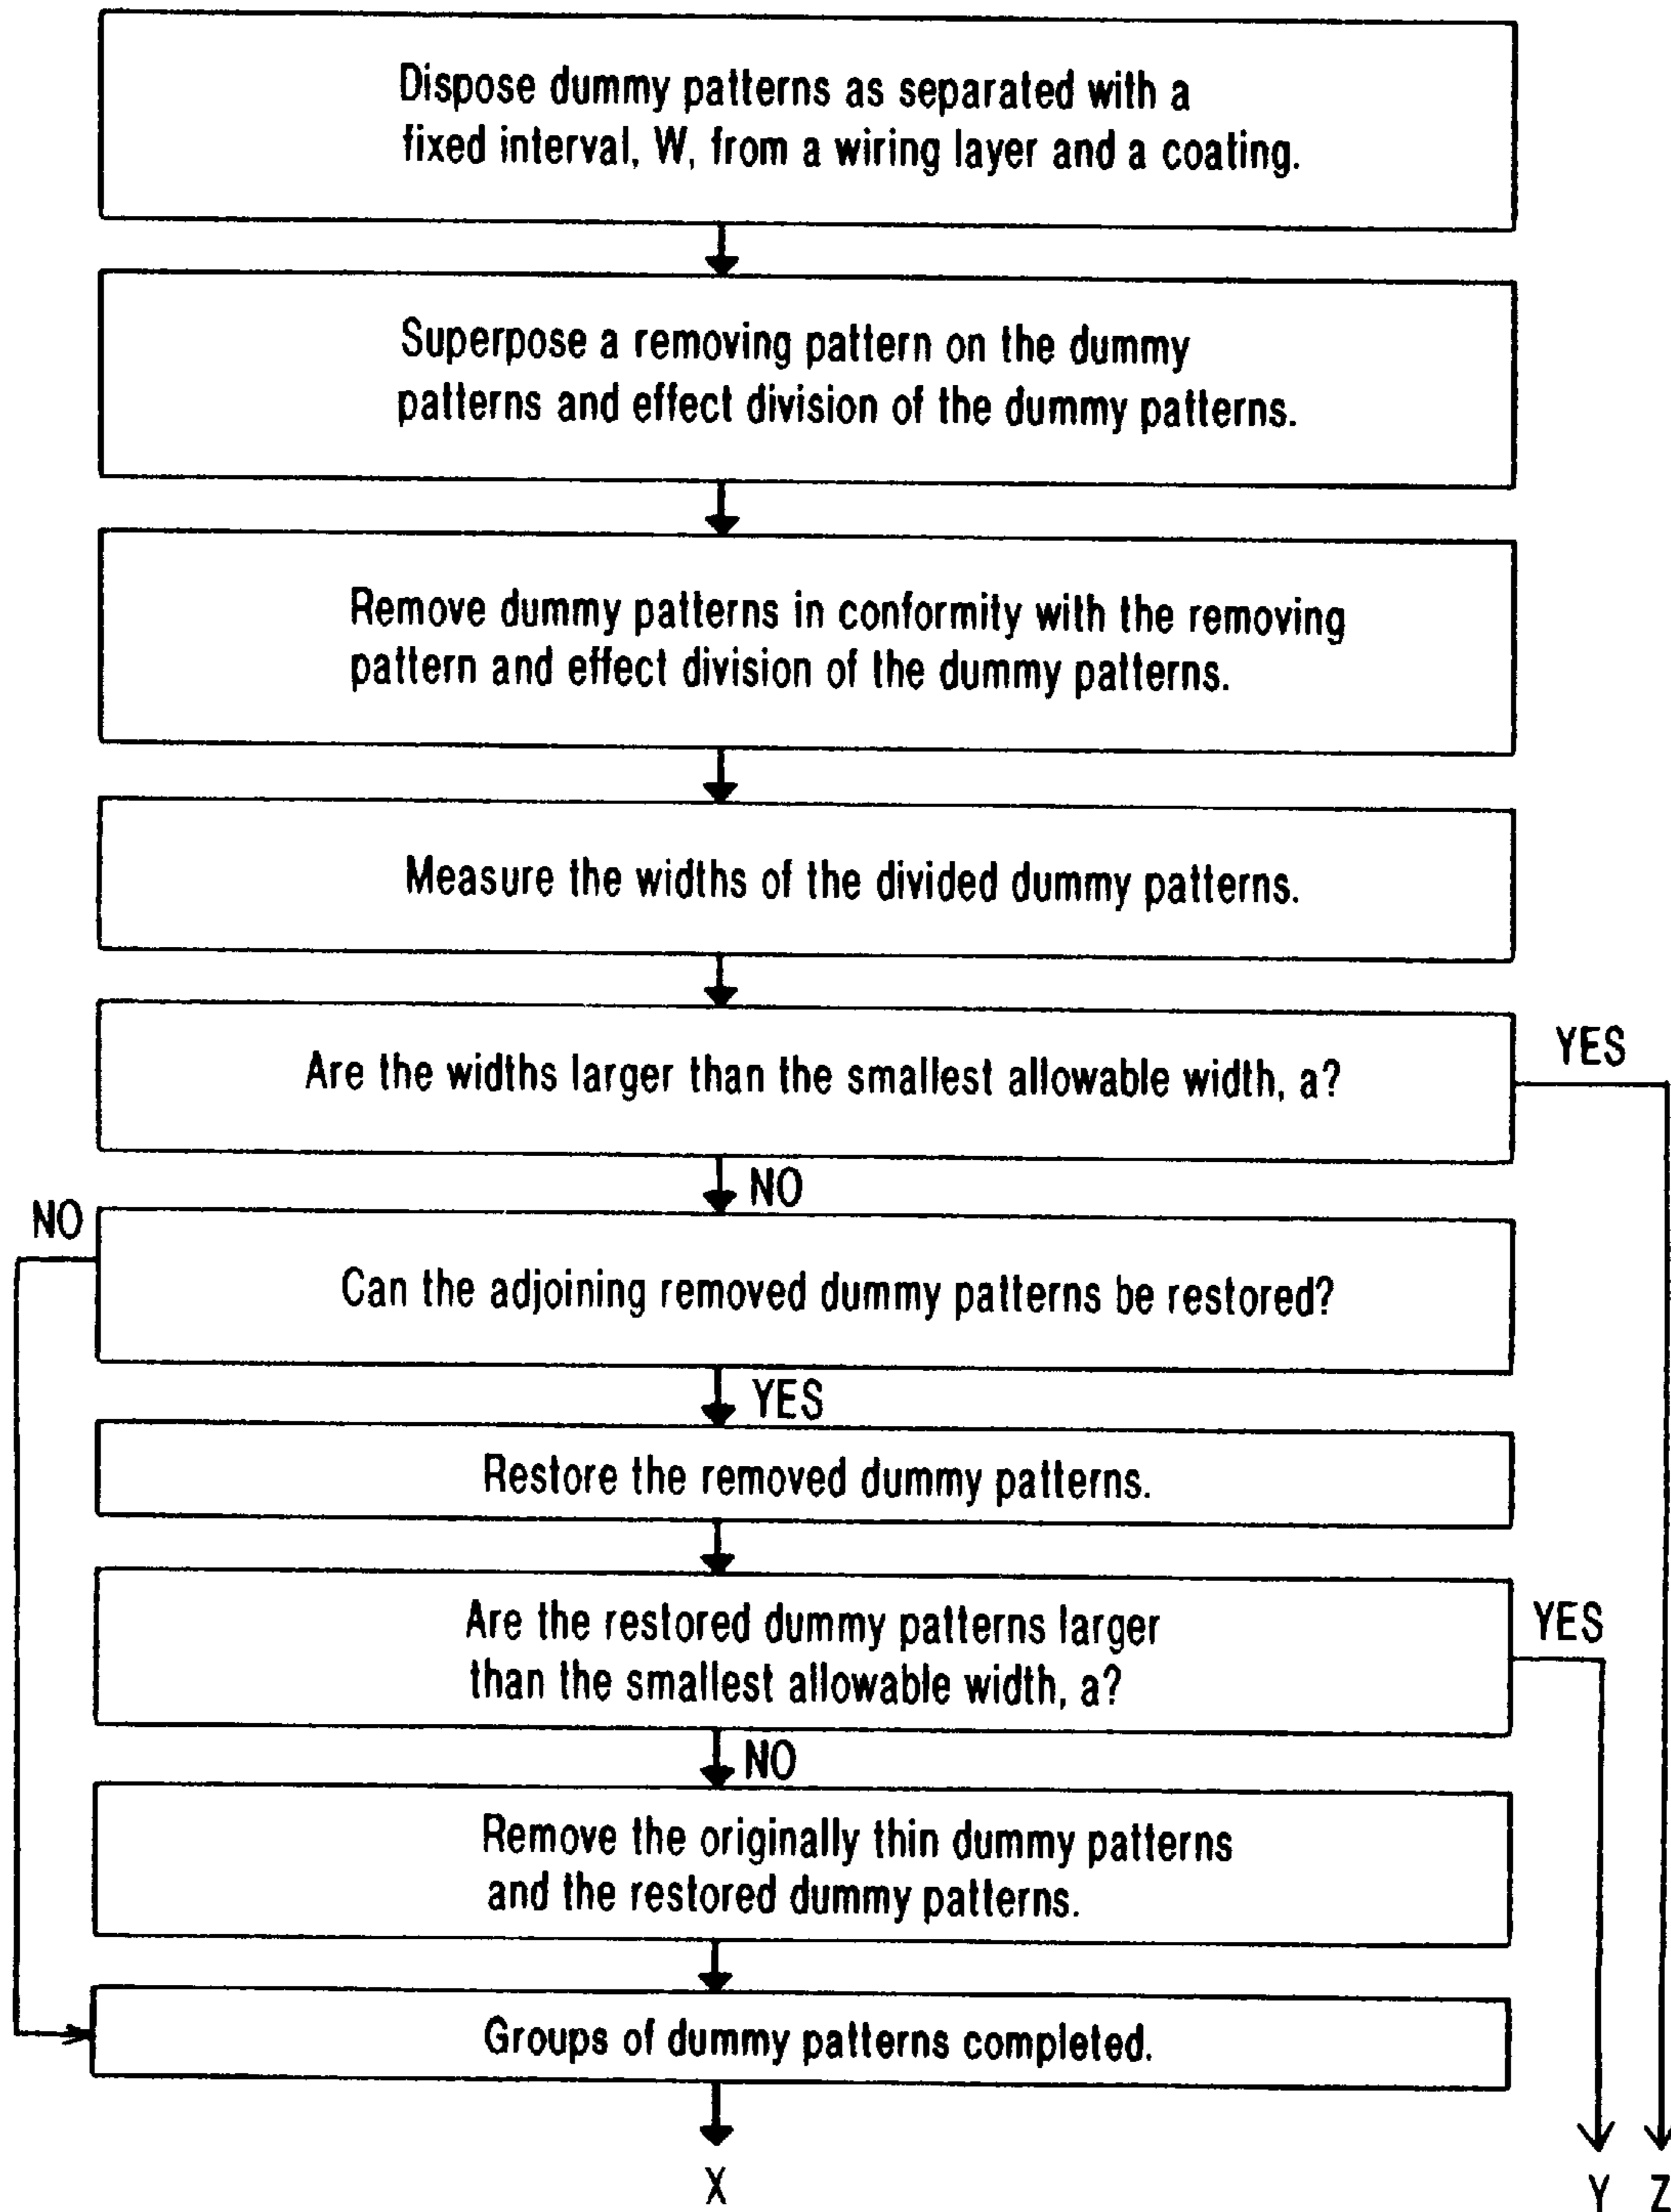 Dispose dummy patterns as separated with a
fixed interval, W, from a wiring layer and a coating.
Superpose a removing pattern on the dummy
patterns and effect division of the dummy patterns.
Remove dummy patterns in conformity with the removing
pattern and effect division of the dummy patterns.
Measure the widths of the divided dummy patterns.
Are the widths larger than the smallest allowable width, a?
YES
NO
NO
Can the adjoining removed dummy patterns be restored?
YES
Restore the removed dummy patterns.
Are the restored dummy patterns larger
than the smallest allowable width, a?
YES
NO
Remove the originally thin dummy patterns
and the restored dummy patterns.
Groups of dummy patterns completed.
X
Y
Z